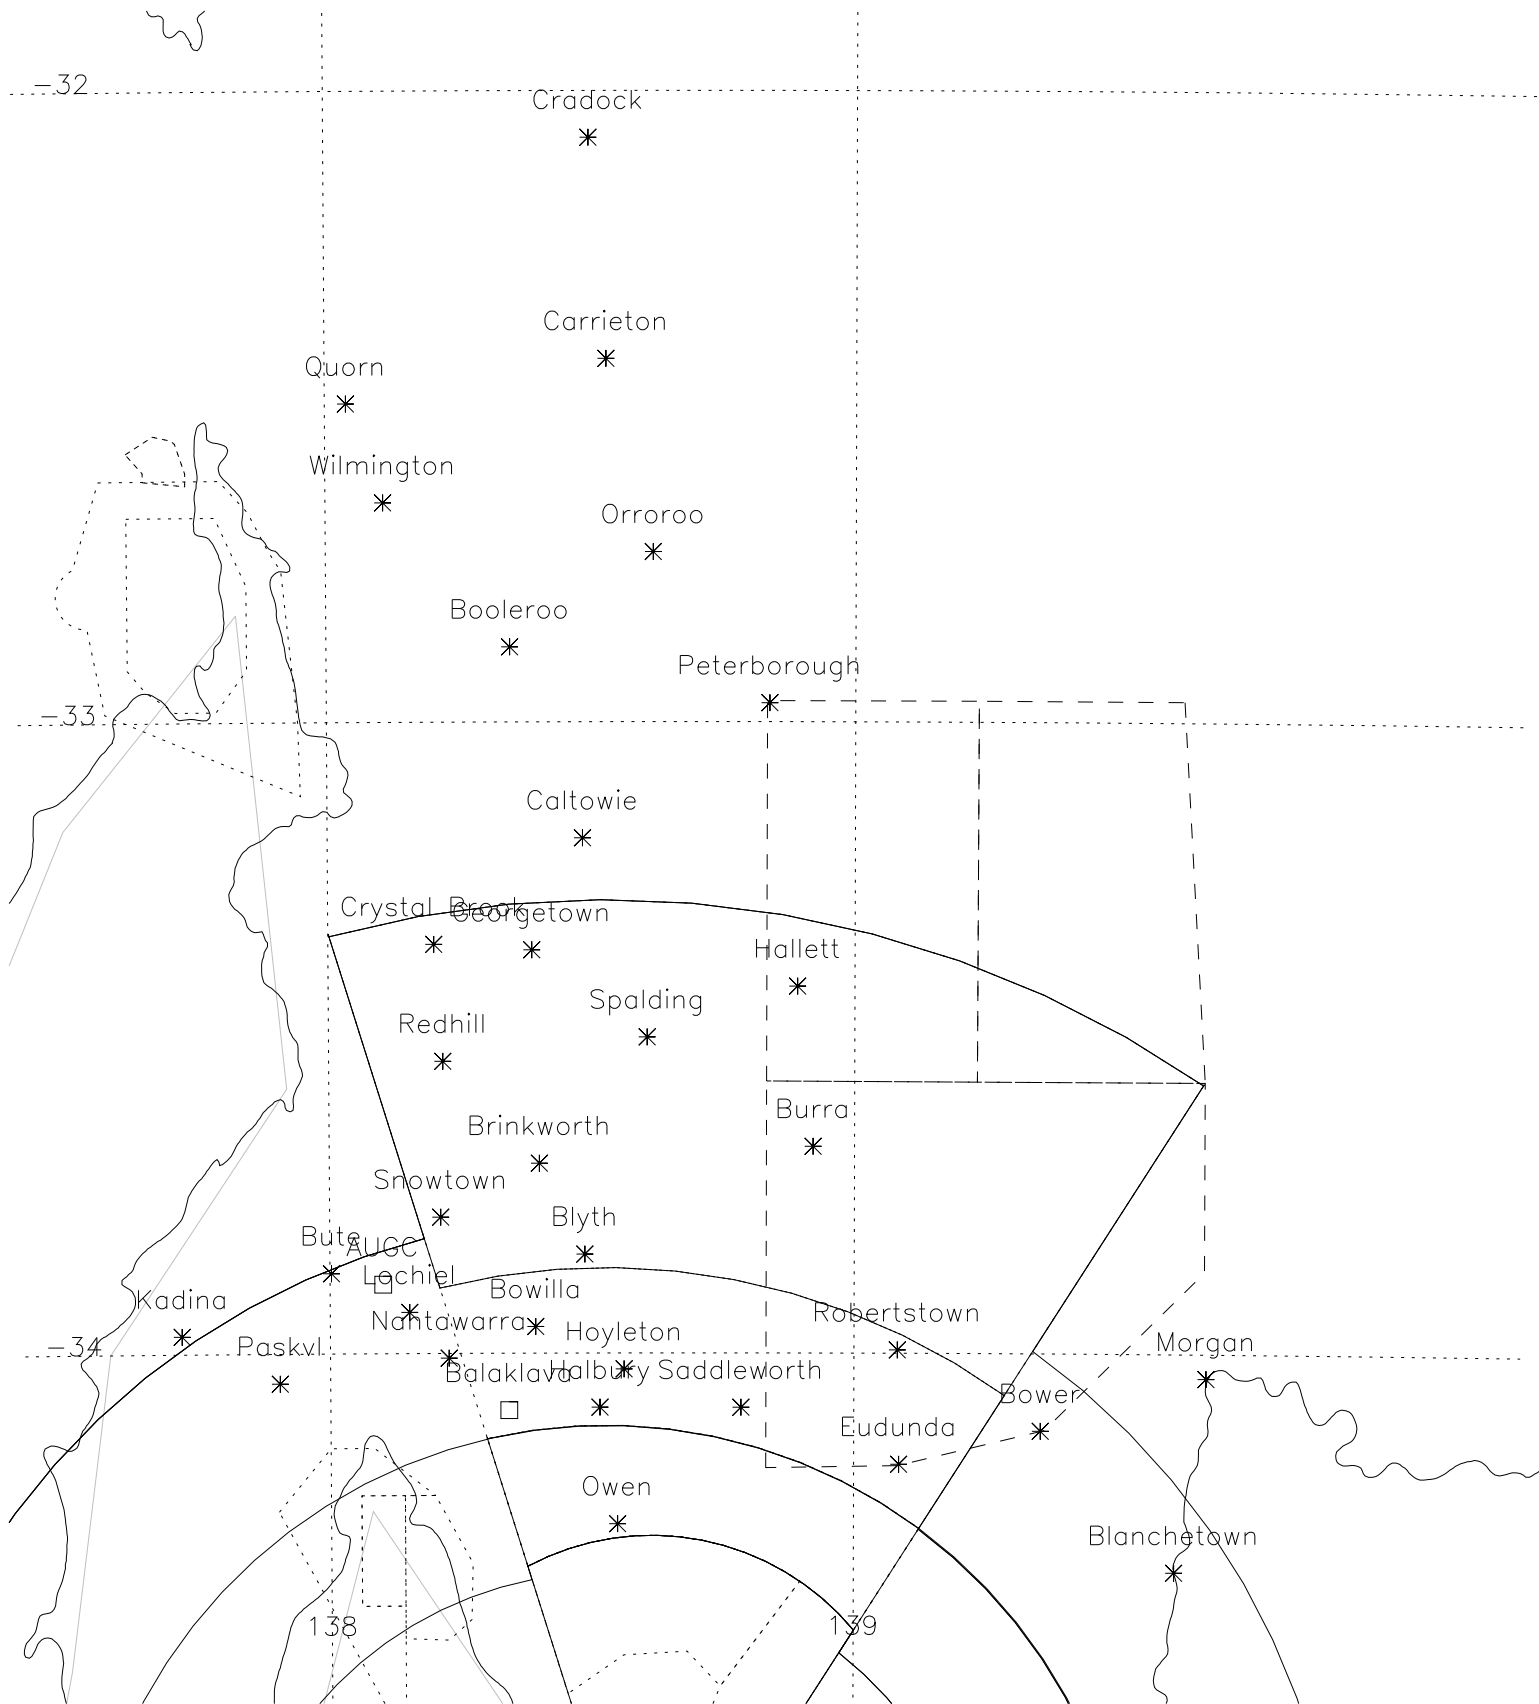 -32
Cradock
Carrieton
Quorn
Wilmington
Orroroo
Booleroo
Peterborough
-33
Caltowie
Crystal Brook
Georgetown
Hallett
Spalding
Redhill
Burra
Brinkworth
Snowtown
Blyth
Bute
AUGC
Lochiel
Bowilla
Kadina
Robertstown
Nantawarra
Hoyleton
-34
Paskvl
Morgan
Balaklava
Halbury
Saddleworth
Bower
Eudunda
Owen
Blanchetown
138
139